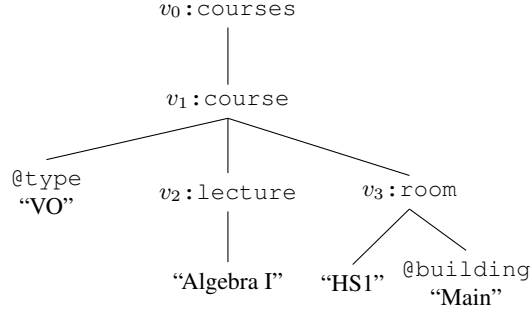 v₀:courses
v₁:course
@type
“VO”
v₂:lecture
v₃:room
“Algebra I”
“HS1”
@building
“Main”